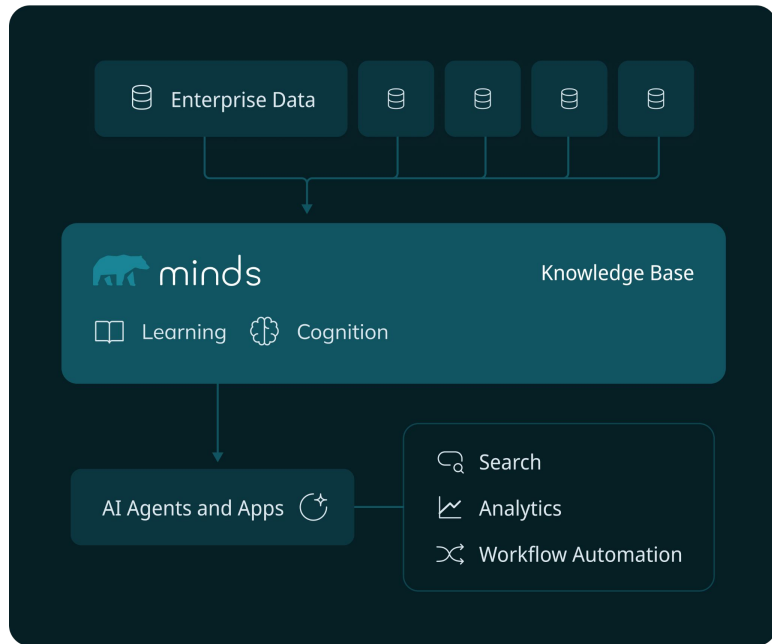 Enterprise Data
minds
Knowledge Base
Learning
Cognition
AI Agents and Apps
Search
Analytics
Workflow Automation